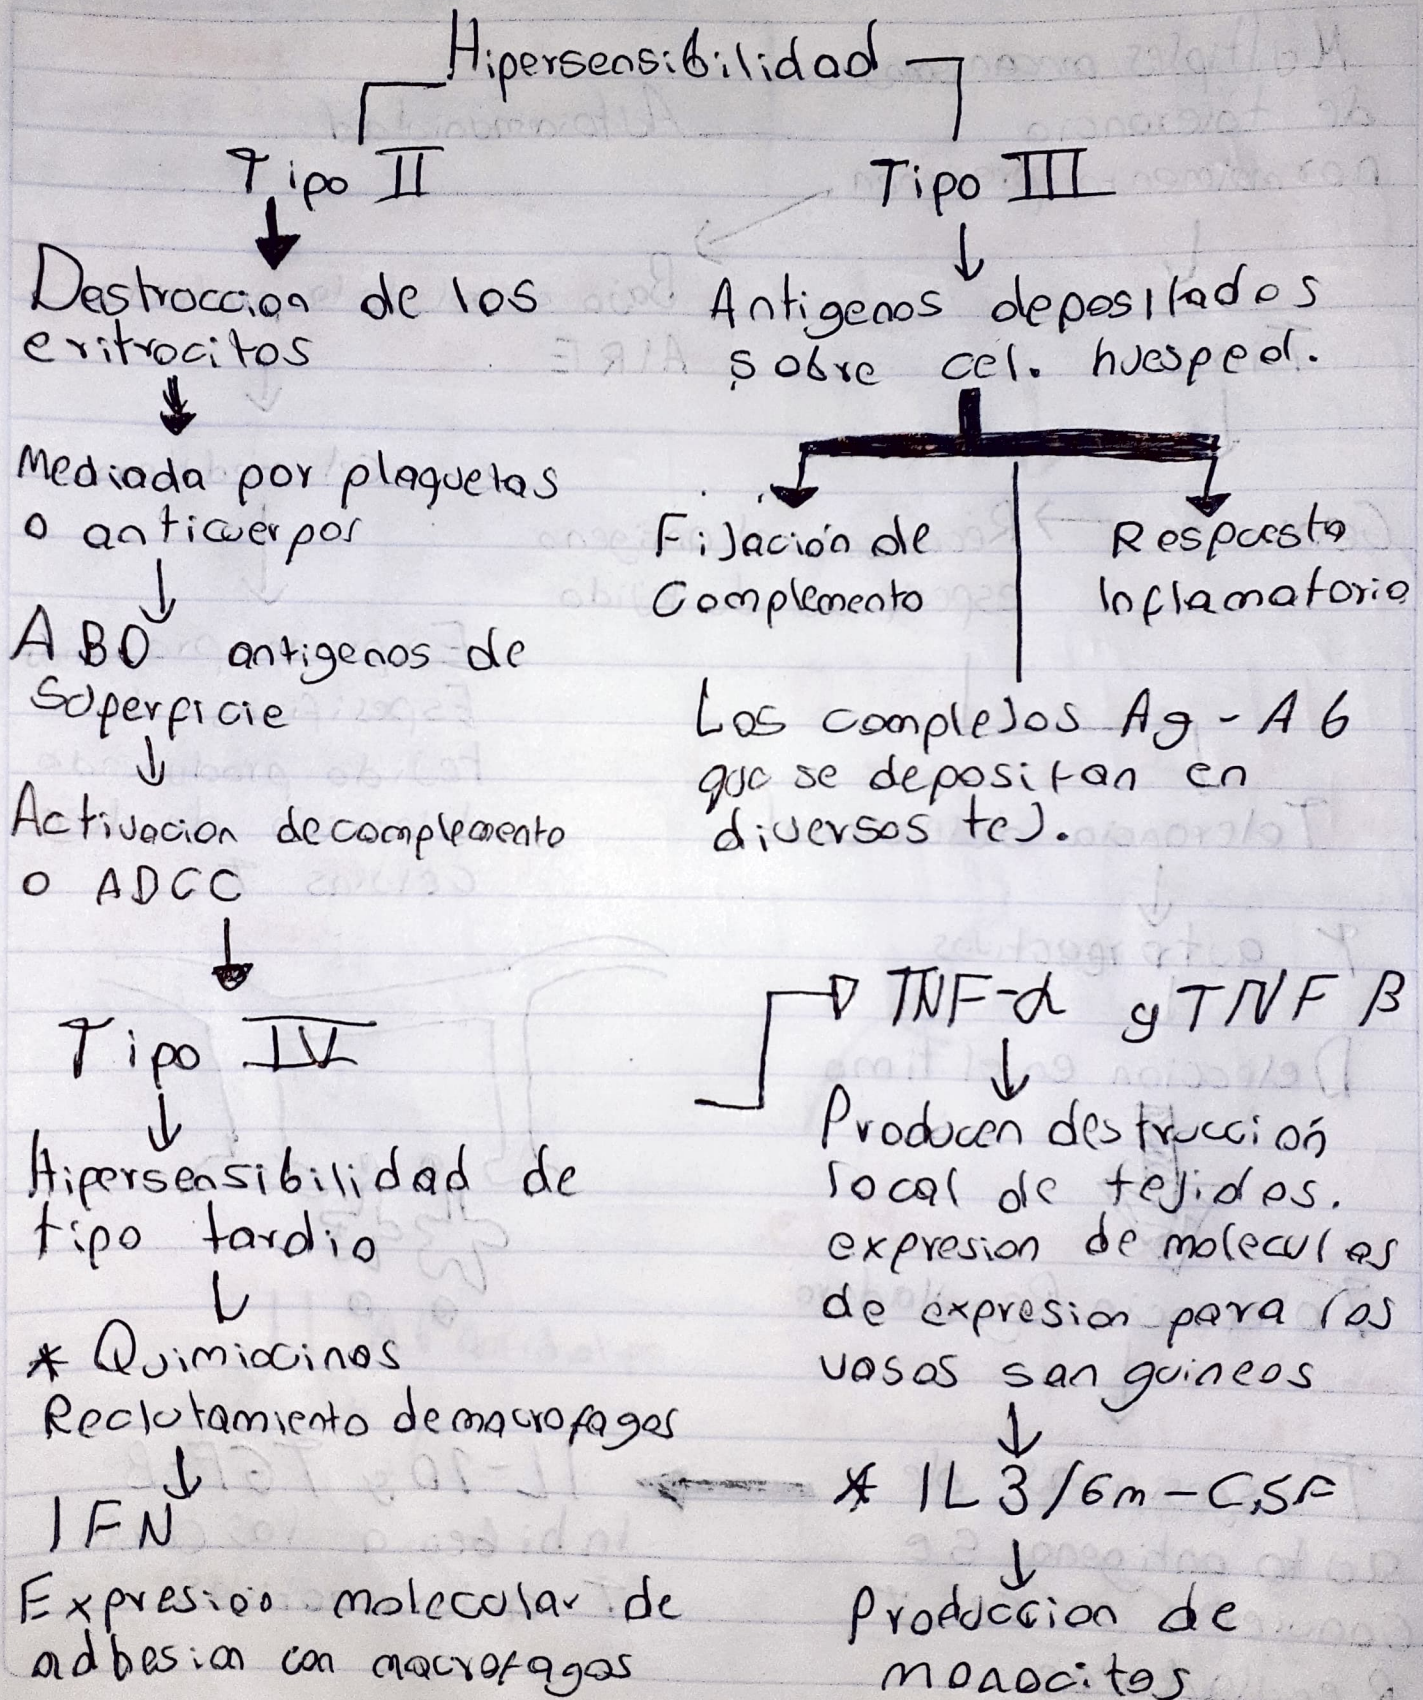 Hipersensibilidad
Tipo II
Destruccion de los
eritrocitos
Mediada por plaquetas
o anticuerpos
ABO antigenos de
Superficie
Activacion de complemento
o ADCC
Tipo III
Antigenos depositados
sobre cel. huesped.
Fijación de
Complemento
Respuesta
Inflamatoria
Los complejos Ag - Ab
que se depositan en
diversos tej.
Tipo IV
Hipersensibilidad de
tipo tardio
* Quimiocinas
Reclutamiento de macrofagos
IFN
Expresion molecular de
adhesion con macrofagos
TNF-α y TNF β
Producen destrucción
local de tejidos.
expresion de moleculas
de expresion para los
vasos sanguineos
* IL 3/Gm-CSF
Produccion de
monocitos